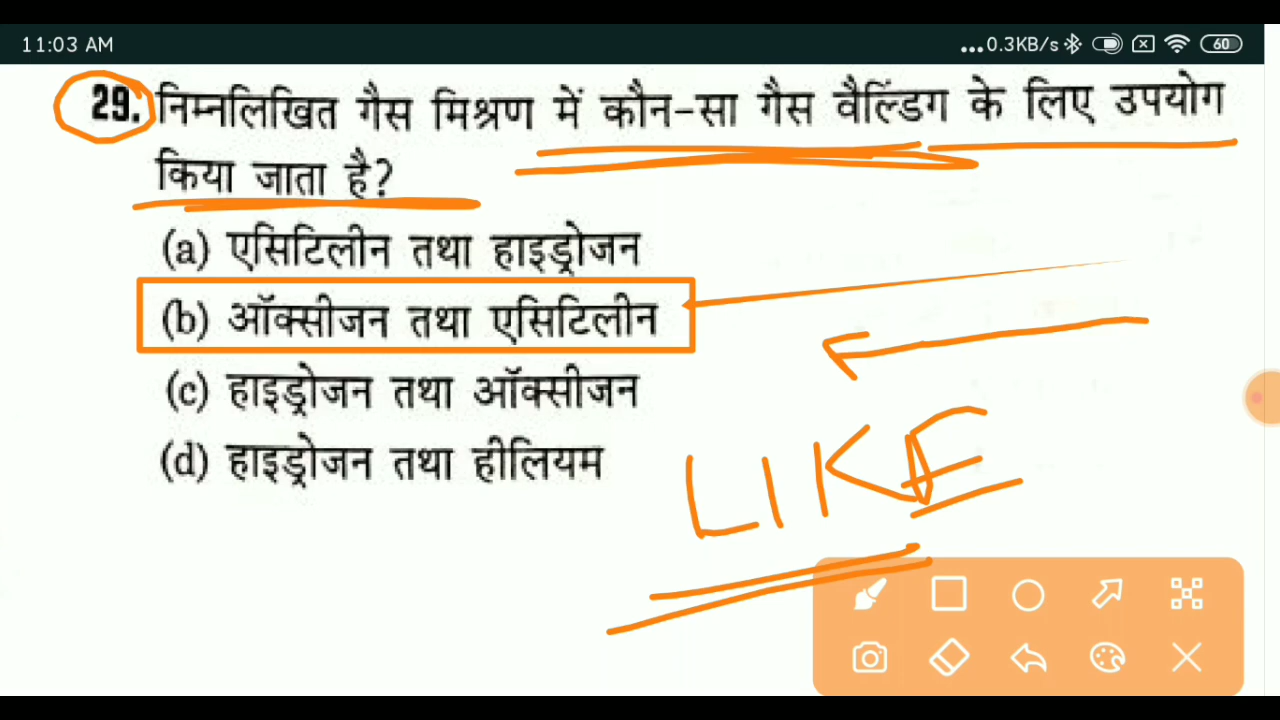 11:03 AM
...0.3KB/s 60
29. निम्नलिखित गैस मिश्रण में कौन-सा गैस वैल्डिंग के लिए उपयोग
किया जाता है?
(a) एसिटिलीन तथा हाइड्रोजन
(b) ऑक्सीजन तथा एसिटिलीन
(c) हाइड्रोजन तथा ऑक्सीजन
(d) हाइड्रोजन तथा हीलियम
LIKE